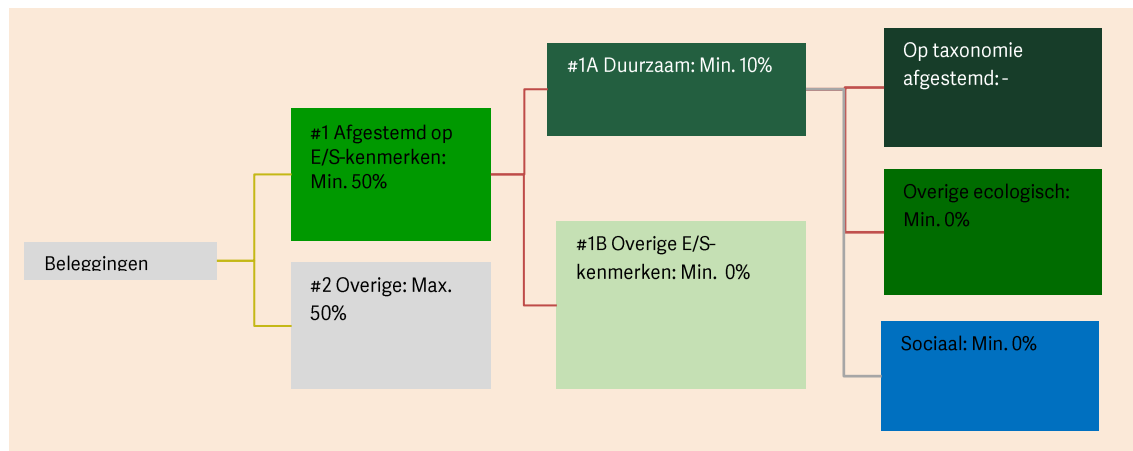 Beleggingen
#1 Afgestemd op
E/S-kenmerken:
Min. 50%
#2 Overige: Max.
50%
#1A Duurzaam: Min. 10%
#1B Overige E/S-
kenmerken: Min. 0%
Op taxonomie
afgestemd: -
Overige ecologisch:
Min. 0%
Sociaal: Min. 0%